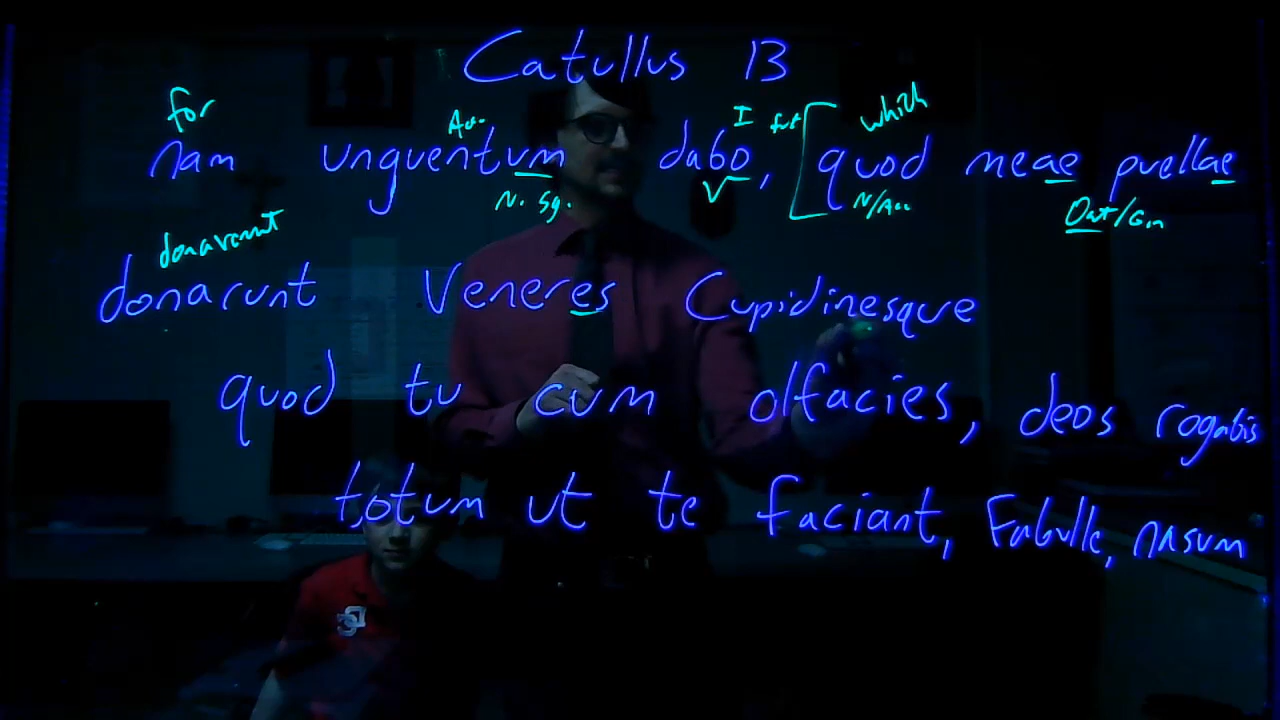 Catullus 13
for Acc. I fut which
nam unguentum dabo, [quod meae puellae
N. Sg. V N/Acc Dat/Gen
donaverunt
donarunt Veneres Cupidinesque
quod tu cum olfacies, deos rogabis
totum ut te faciant, Fabulle, nasum